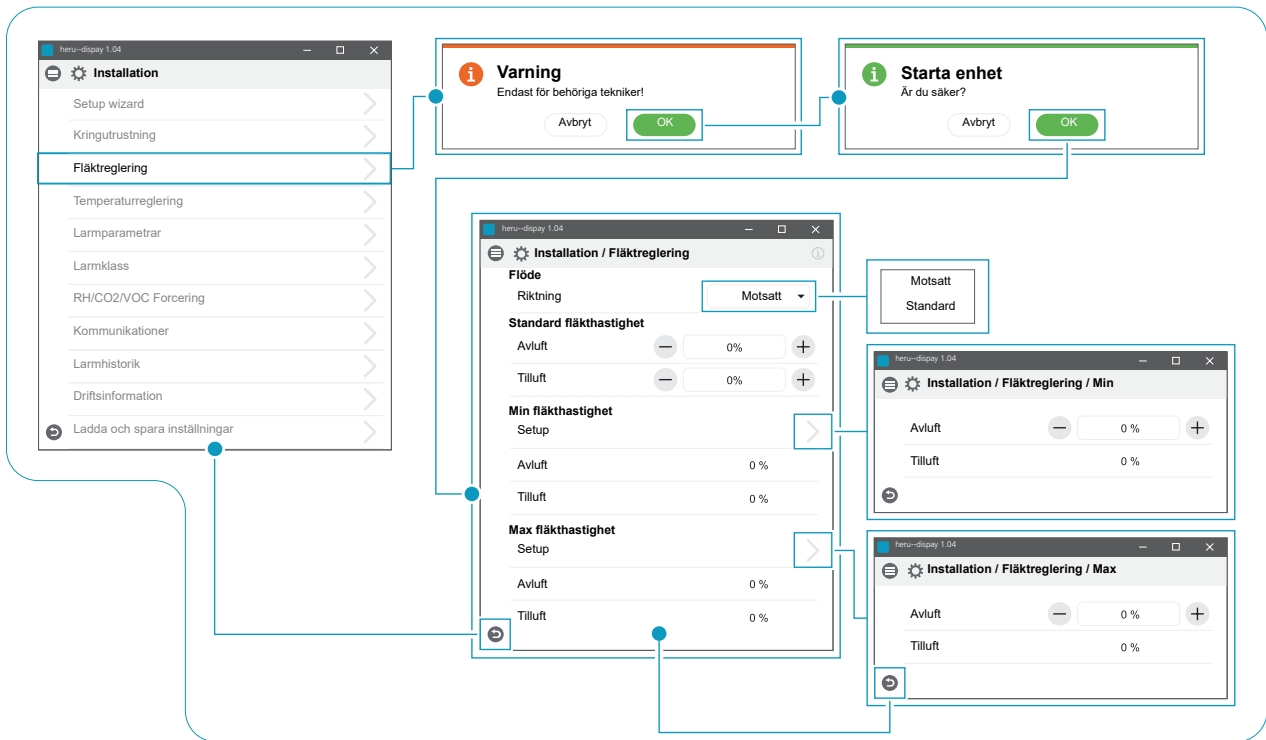 heru--dispay 1.04
Installation
Setup wizard
Kringutrustning
Fläktreglering
Temperaturreglering
Larmparametrar
Larmklass
RH/CO2/VOC Forcering
Kommunikationer
Larmhistorik
Driftsinformation
Ladda och spara inställningar
Varning
Endast för behöriga tekniker!
Avbryt
OK
Starta enhet
Är du säker?
Avbryt
OK
heru--dispay 1.04
Installation / Fläktreglering
Flöde
Riktning
Motsatt
Standard fläkthastighet
Avluft
0%
Tilluft
0%
Min fläkthastighet
Setup
Avluft
0 %
Tilluft
0 %
Max fläkthastighet
Setup
Avluft
0 %
Tilluft
0 %
Motsatt
Standard
heru--dispay 1.04
Installation / Fläktreglering / Min
Avluft
0 %
Tilluft
0 %
heru--dispay 1.04
Installation / Fläktreglering / Max
Avluft
0 %
Tilluft
0 %